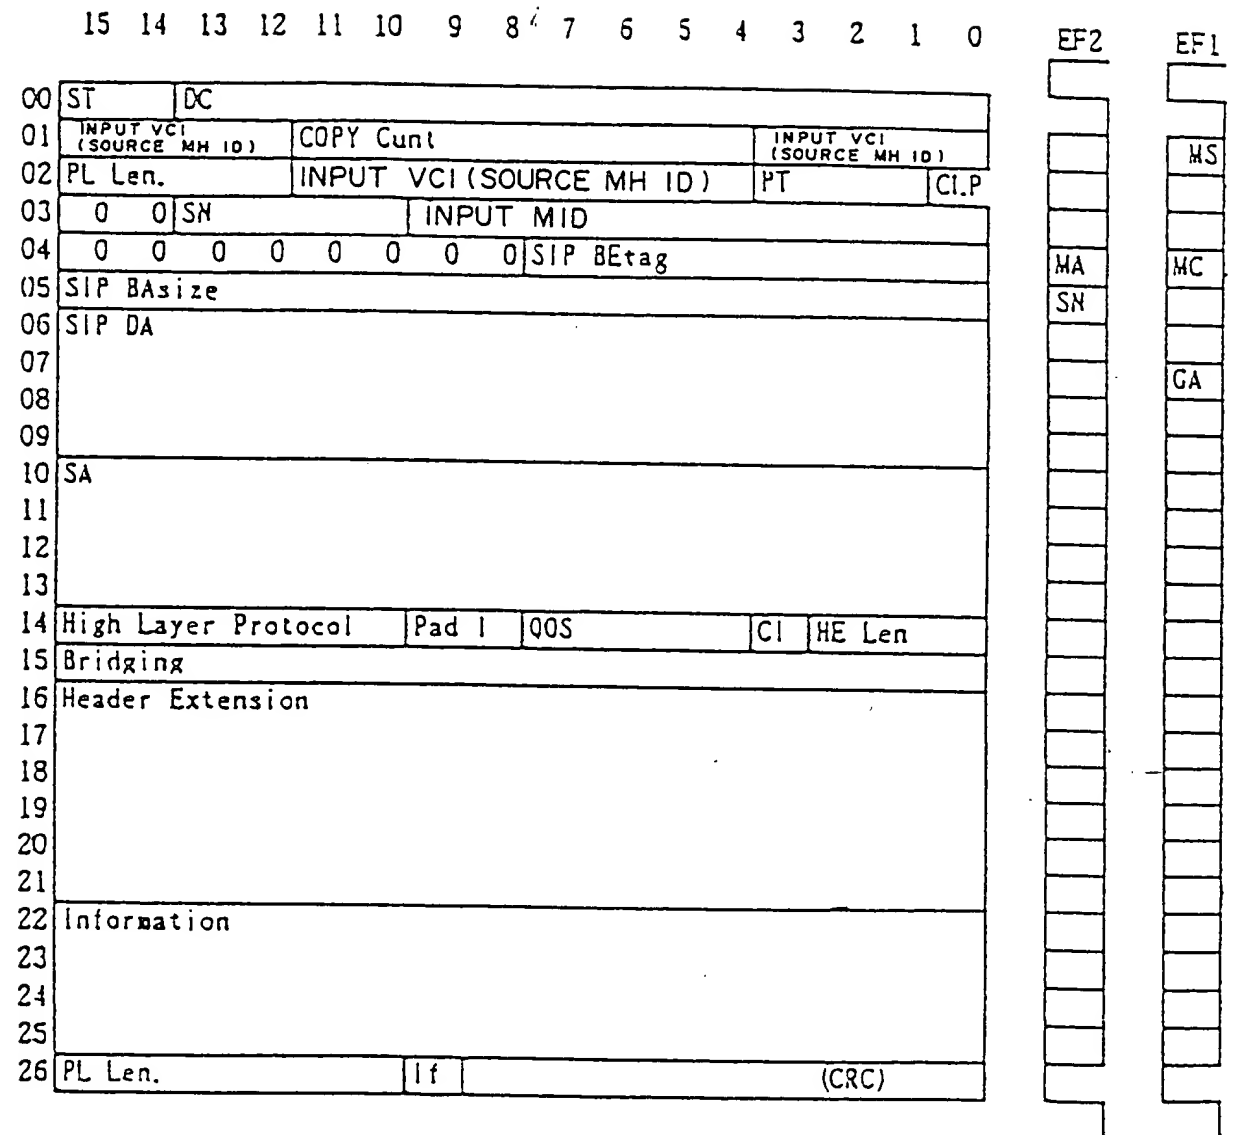 15 14 13 12 11 10 9 8 7 6 5 4 3 2 1 0 EF2 EF1
00 ST DC
01 INPUT VCI (SOURCE MH ID) COPY Cunt INPUT VCI (SOURCE MH ID) MS
02 PL Len. INPUT VCI (SOURCE MH ID) PT CLP
03 0 0 SN INPUT MID
04 0 0 0 0 0 0 0 0 SIP BEtag MA MC
05 SIP BAsize SN
06 SIP DA
07 GA
08
09
10 SA
11
12
13
14 High Layer Protocol Pad l QOS CI HE Len
15 Bridging
16 Header Extension
17
18
19
20
21
22 Information
23
24
25
26 PL Len. If (CRC)